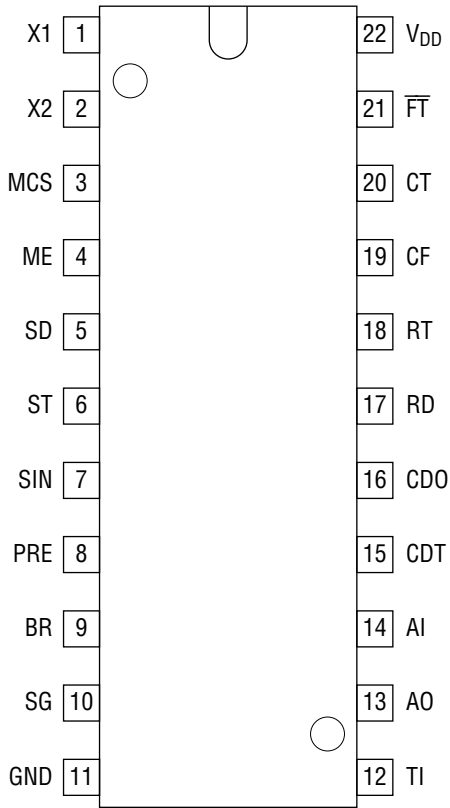 X1 1 22 VDD
X2 2 21 F̅T̅
MCS 3 20 CT
ME 4 19 CF
SD 5 18 RT
ST 6 17 RD
SIN 7 16 CDO
PRE 8 15 CDT
BR 9 14 AI
SG 10 13 AO
GND 11 12 TI